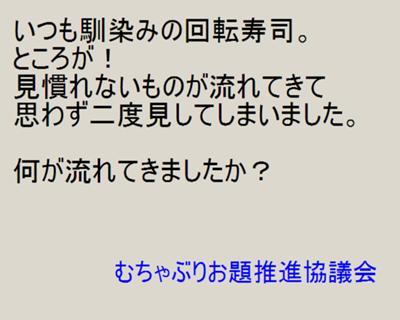 いつも馴染みの回転寿司。
ところが！
見慣れないものが流れてきて
思わず二度見してしまいました。
何が流れてきましたか？
むちゃぶりお題推進協議会